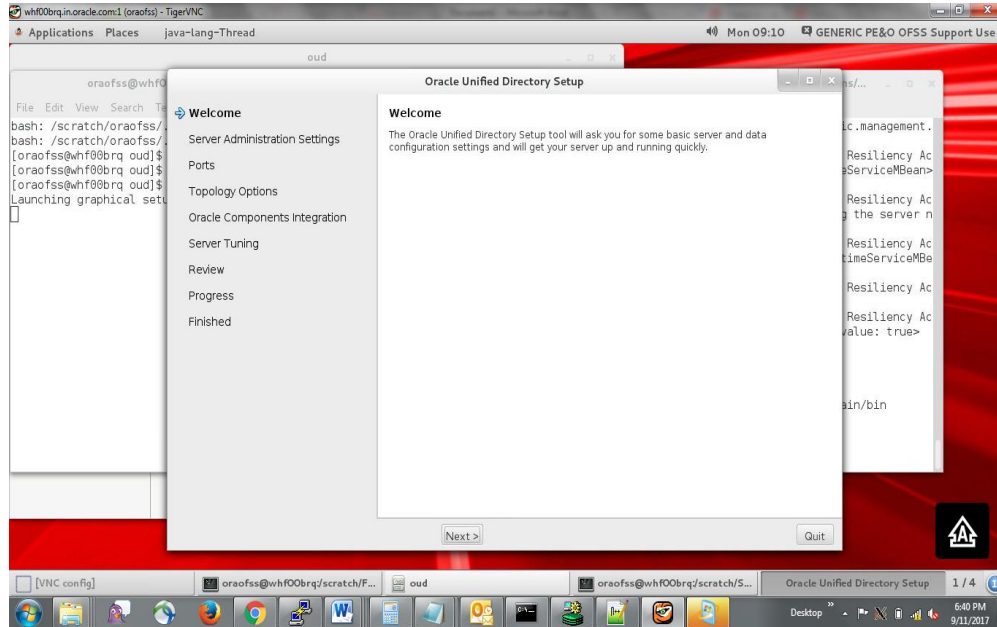 whf00brq.in.oracle.com:1 (oraofss) - TigerVNC
Applications Places java-lang-Thread Mon 09:10 GENERIC PE&O OFSS Support Use
oud
oraofss@whf0
File Edit View Search Te
bash: /scratch/oraofss/.
bash: /scratch/oraofss/.
[oraofss@whf00brq oud]$
[oraofss@whf00brq oud]$
[oraofss@whf00brq oud]$
Launching graphical setu
Oracle Unified Directory Setup
Welcome
Server Administration Settings
Ports
Topology Options
Oracle Components Integration
Server Tuning
Review
Progress
Finished
Welcome
The Oracle Unified Directory Setup tool will ask you for some basic server and data
configuration settings and will get your server up and running quickly.
Next >
Quit
ns/...
ic.management.
Resiliency Ac
eServiceMBean>
Resiliency Ac
g the server n
Resiliency Ac
timeServiceMBe
Resiliency Ac
Resiliency Ac
value: true>
ain/bin
[VNC config]
oraofss@whf00brq:/scratch/F...
oud
oraofss@whf00brq:/scratch/S...
Oracle Unified Directory Setup
1 / 4
Desktop
6:40 PM
9/11/2017